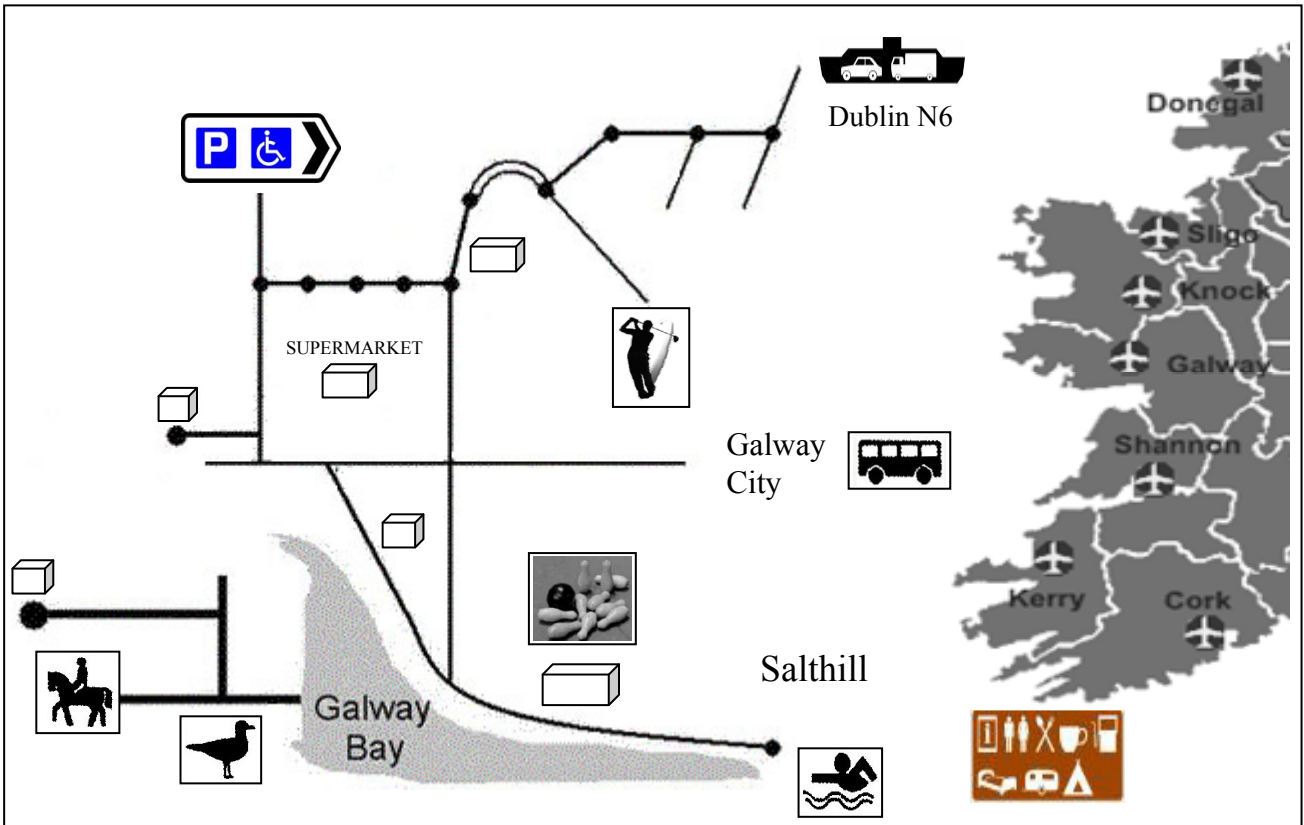 Dublin N6
Donegal
P
Sligo
Knock
SUPERMARKET
Galway
Galway
City
Shannon
Kerry
Cork
Salthill
Galway
Bay
i